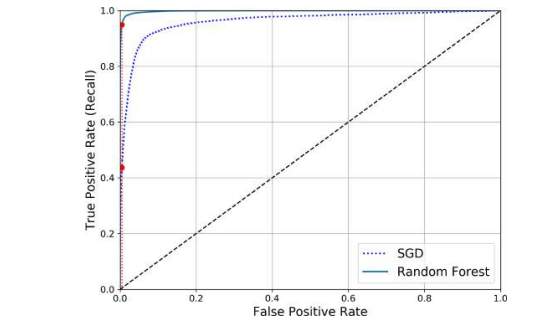 1.0
0.8
0.6
0.4
0.2
0.0
True Positive Rate (Recall)
SGD
Random Forest
0.0 0.2 0.4 0.6 0.8 1.0
False Positive Rate